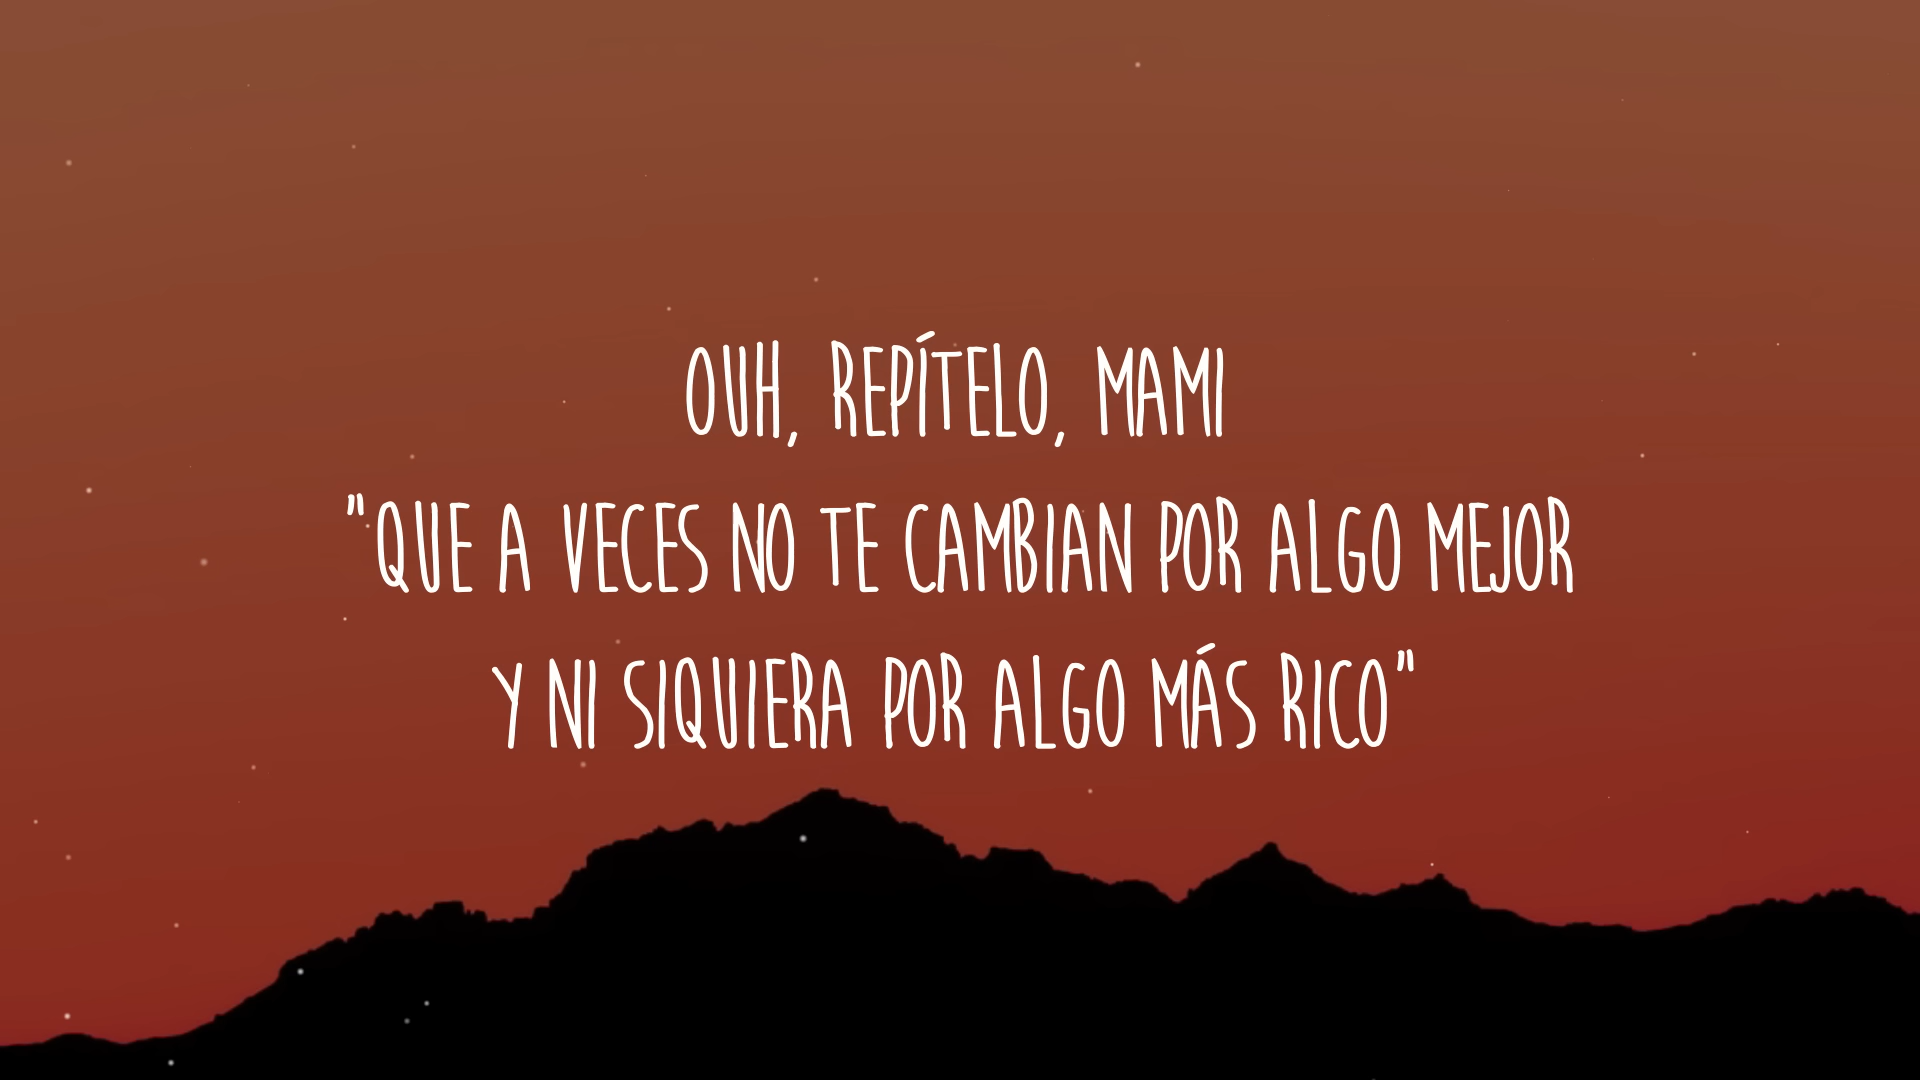 OUH, REPÍTELO, MAMI
"QUE A VECES NO TE CAMBIAN POR ALGO MEJOR
Y NI SIQUIERA POR ALGO MÁS RICO"